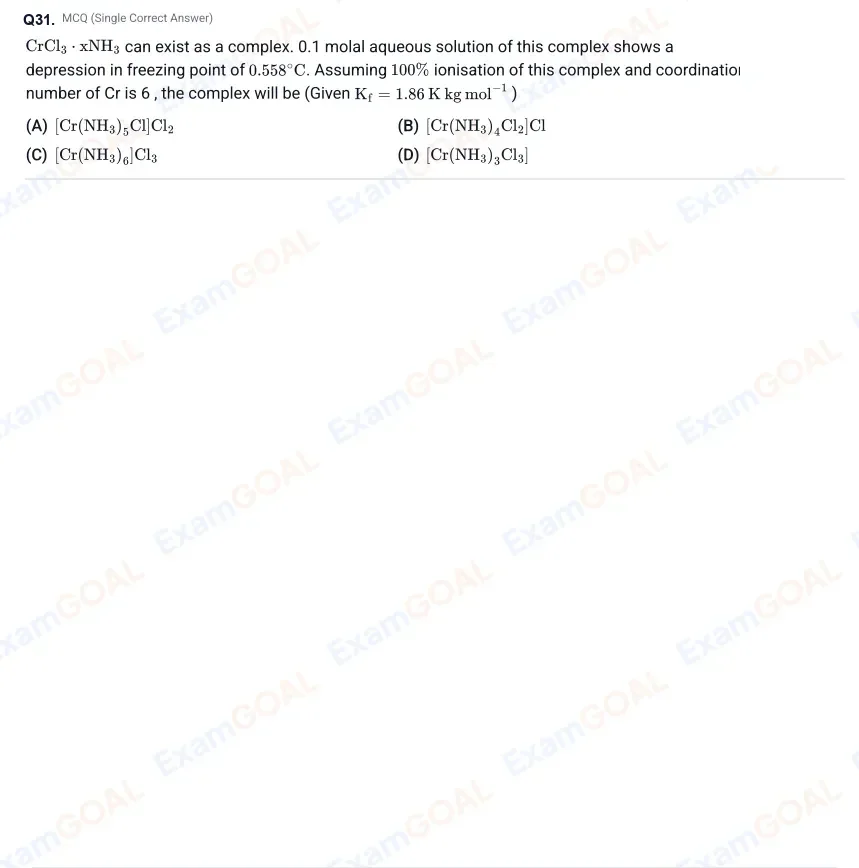 Q31. MCQ (Single Correct Answer)
CrCl₃ · xNH₃ can exist as a complex. 0.1 molal aqueous solution of this complex shows a
depression in freezing point of 0.558°C. Assuming 100% ionisation of this complex and coordination
number of Cr is 6 , the complex will be (Given K_f = 1.86 K kg mol⁻¹ )
(A) [Cr(NH₃)₅Cl]Cl₂ (B) [Cr(NH₃)₄Cl₂]Cl
(C) [Cr(NH₃)₆]Cl₃ (D) [Cr(NH₃)₃Cl₃]
ExamGOAL